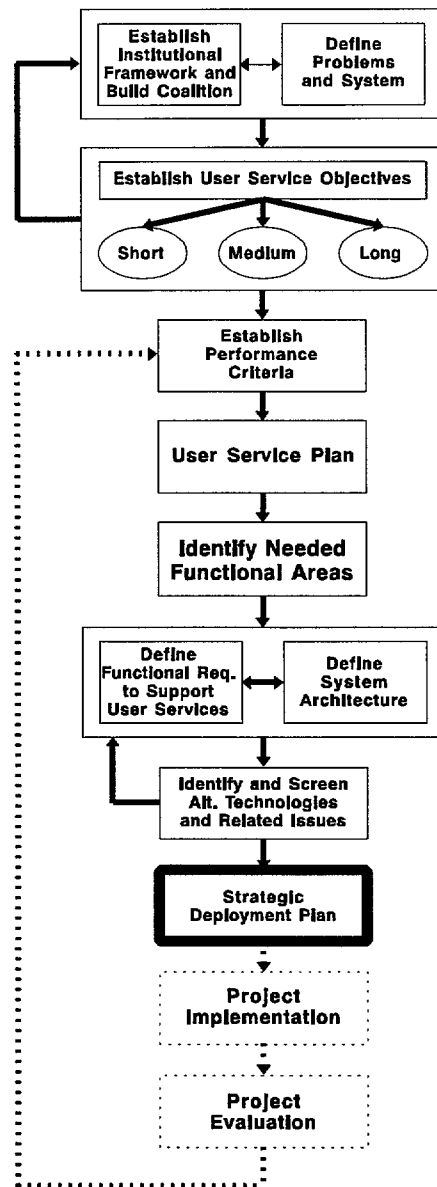 Establish
Institutional
Framework and
Build Coalition
Define
Problems
and System
Establish User Service Objectives
Short
Medium
Long
Establish
Performance
Criteria
User Service Plan
Identify Needed
Functional Areas
Define
Functional Req.
to Support
User Services
Define
System
Architecture
Identify and Screen
Alt. Technologies
and Related Issues
Strategic
Deployment Plan
Project
Implementation
Project
Evaluation